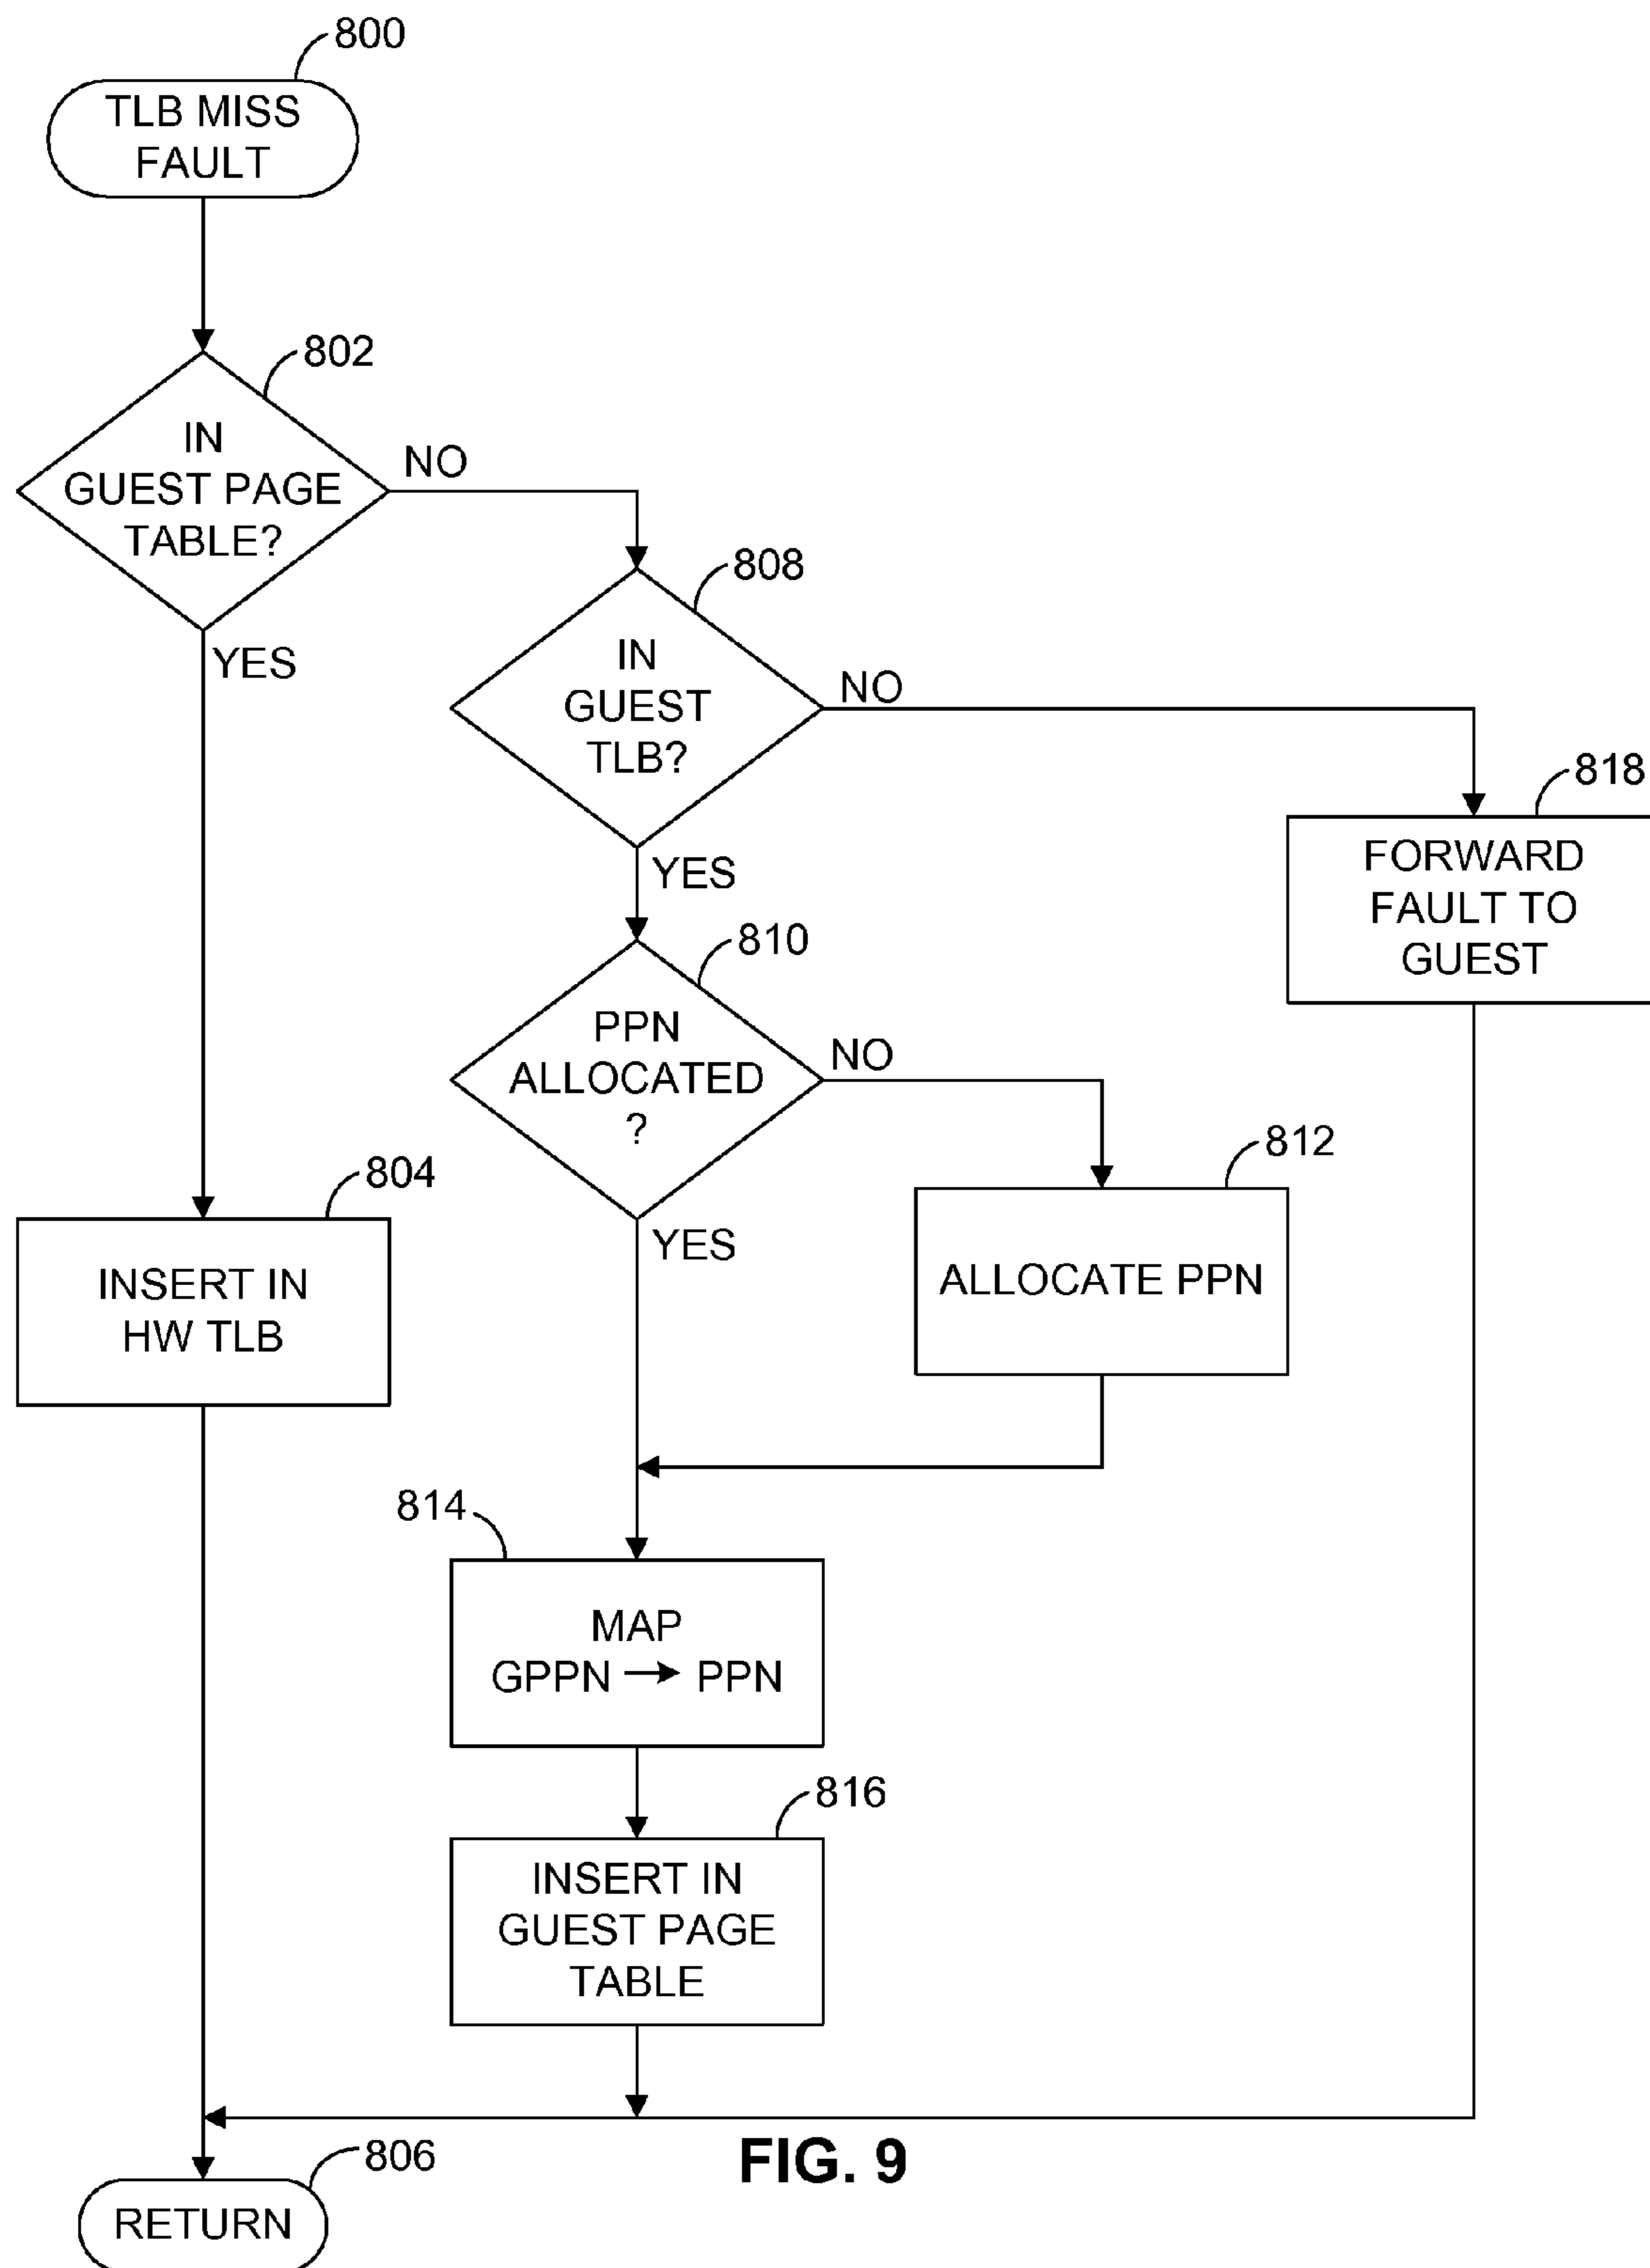 800
TLB MISS
FAULT
802
IN
GUEST PAGE
TABLE?
NO
YES
808
IN
GUEST
TLB?
NO
YES
818
FORWARD
FAULT TO
GUEST
810
PPN
ALLOCATED
?
NO
YES
812
ALLOCATE PPN
804
INSERT IN
HW TLB
814
MAP
GPPN → PPN
816
INSERT IN
GUEST PAGE
TABLE
806
RETURN
FIG. 9